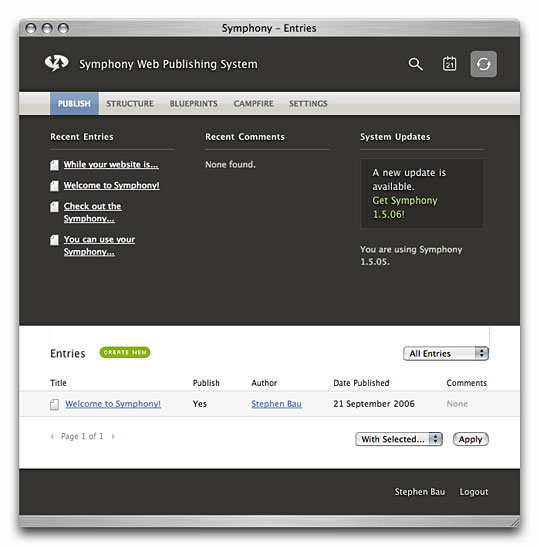 Symphony – Entries
Symphony Web Publishing System
21
PUBLISH STRUCTURE BLUEPRINTS CAMPFIRE SETTINGS
Recent Entries Recent Comments System Updates
While your website is...
Welcome to Symphony!
Check out the
Symphony...
You can use your
Symphony...
None found.
A new update is
available.
Get Symphony
1.5.06!
You are using Symphony
1.5.05.
Entries CREATE NEW All Entries
Title Publish Author Date Published Comments
Welcome to Symphony! Yes Stephen Bau 21 September 2006 None
Page 1 of 1 With Selected... Apply
Stephen Bau Logout